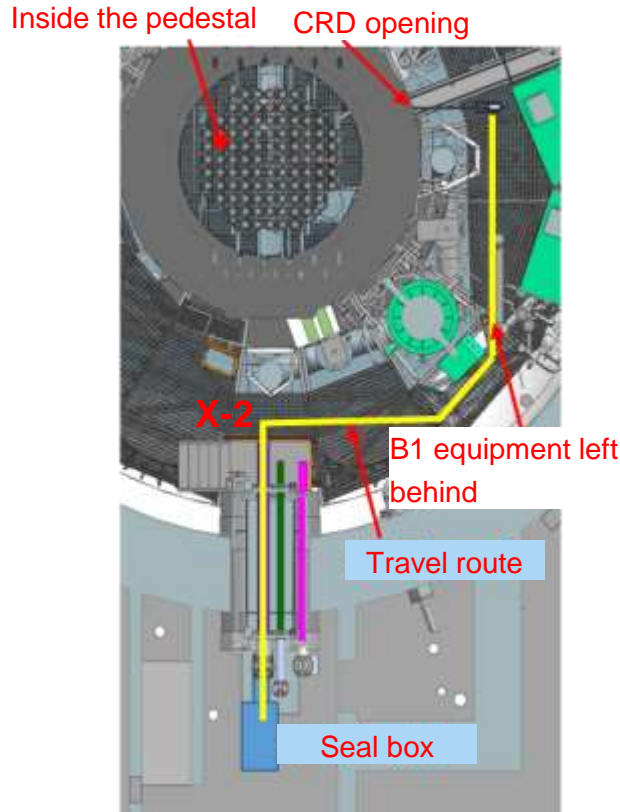 Inside the pedestal
CRD opening
X-2
B1 equipment left
behind
Travel route
Seal box